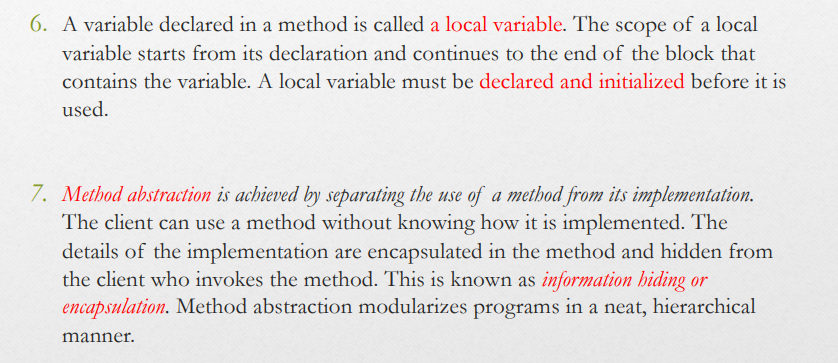 6. A variable declared in a method is called a local variable. The scope of a local
variable starts from its declaration and continues to the end of the block that
contains the variable. A local variable must be declared and initialized before it is
used.
7. Method abstraction is achieved by separating the use of a method from its implementation.
The client can use a method without knowing how it is implemented. The
details of the implementation are encapsulated in the method and hidden from
the client who invokes the method. This is known as information hiding or
encapsulation. Method abstraction modularizes programs in a neat, hierarchical
manner.